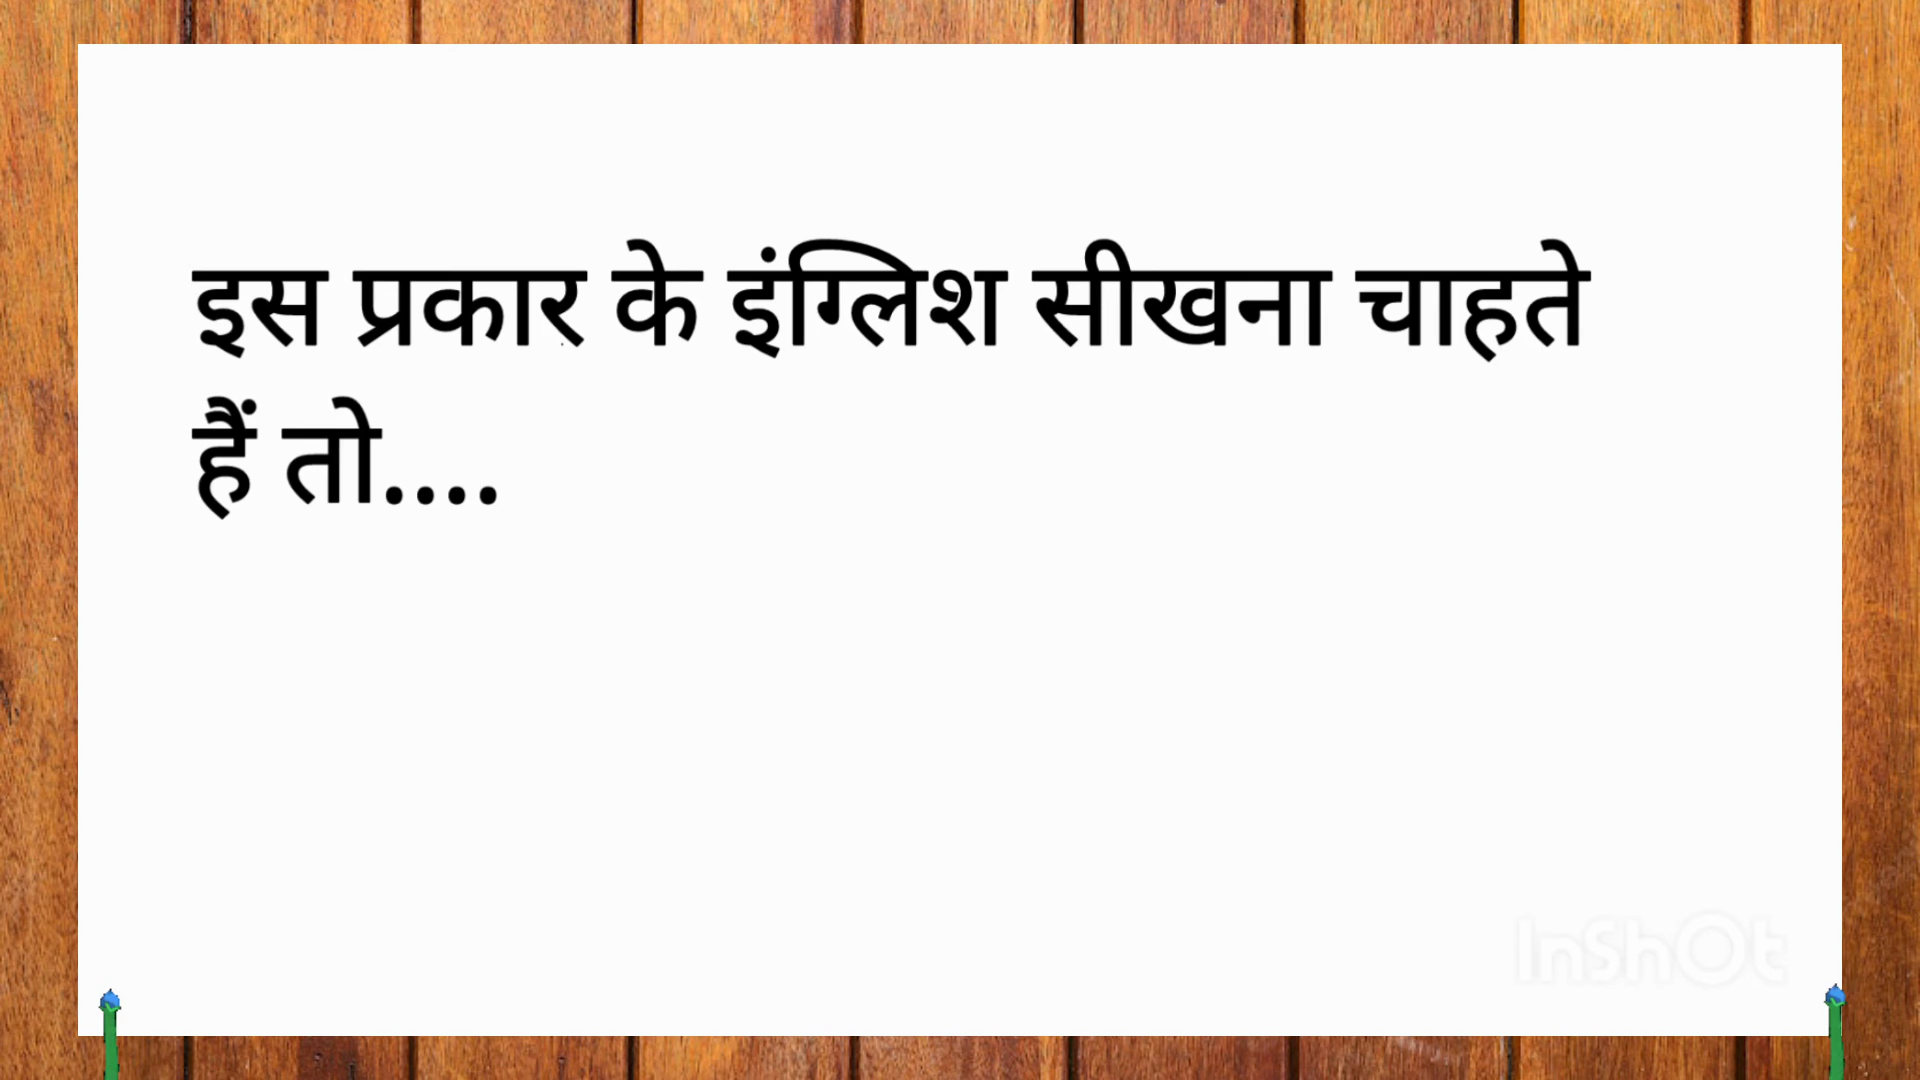 इस प्रकार के इंग्लिश सीखना चाहते
हैं तो....
InShOt